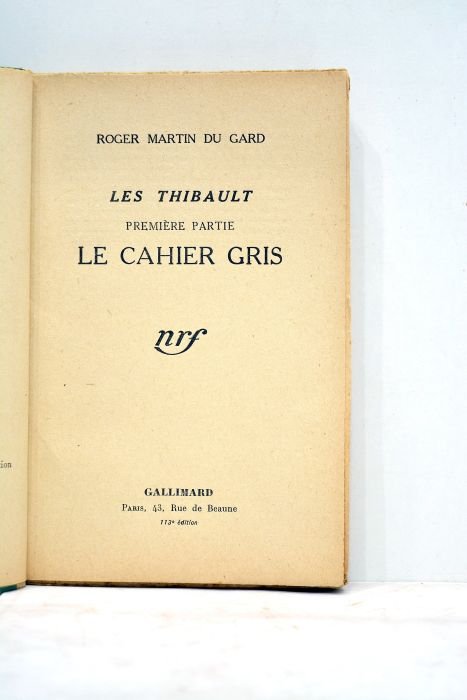 ROGER MARTIN DU GARD
LES THIBAULT
PREMIÈRE PARTIE
LE CAHIER GRIS
nrf
GALLIMARD
PARIS, 43, Rue de Beaune
113e édition